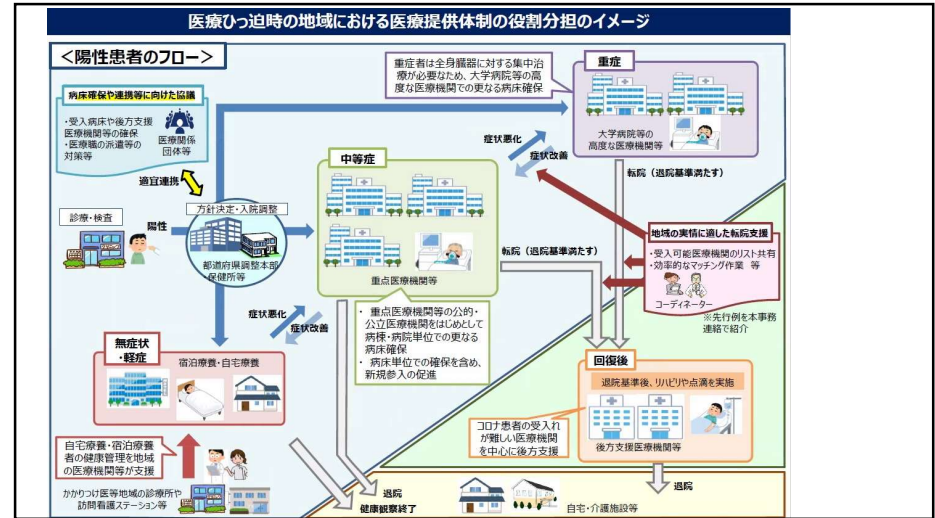 医療ひっ迫時の地域における医療提供体制の役割分担のイメージ
＜陽性患者のフロー＞
重症者は全身臓器に対する集中治
療が必要なため、大学病院等の高
度な医療機関での更なる病床確保
重症
大学病院等の
高度な医療機関等
病床確保や連携等に向けた協議
・受入病床や後方支援
医療機関等の確保
・医療職の派遣等の
対策等
医療関係
団体等
適宜連携
症状悪化
症状改善
中等症
重点医療機関等
転院（退院基準満たす）
診療・検査
陽性
方針決定・入院調整
都道府県調整本部
保健所等
転院（退院基準満たす）
地域の実情に適した転院支援
・受入可能医療機関のリスト共有
・効率的なマッチング作業　等
コーディネーター
※先行例を本事務
連絡で紹介
症状悪化
症状改善
・ 重点医療機関等の公的・
公立医療機関をはじめとして
病棟・病院単位での更なる
病床確保
・ 病床単位での確保を含め、
新規参入の促進
無症状
・軽症
宿泊療養・自宅療養
回復後
退院基準後、リハビリや点滴を実施
後方支援医療機関等
コロナ患者の受入れ
が難しい医療機関
を中心に後方支援
自宅療養・宿泊療養
者の健康管理を地域
の医療機関等が支援
かかりつけ医等地域の診療所や
訪問看護ステーション等
退院
健康観察終了
退院
自宅・介護施設等